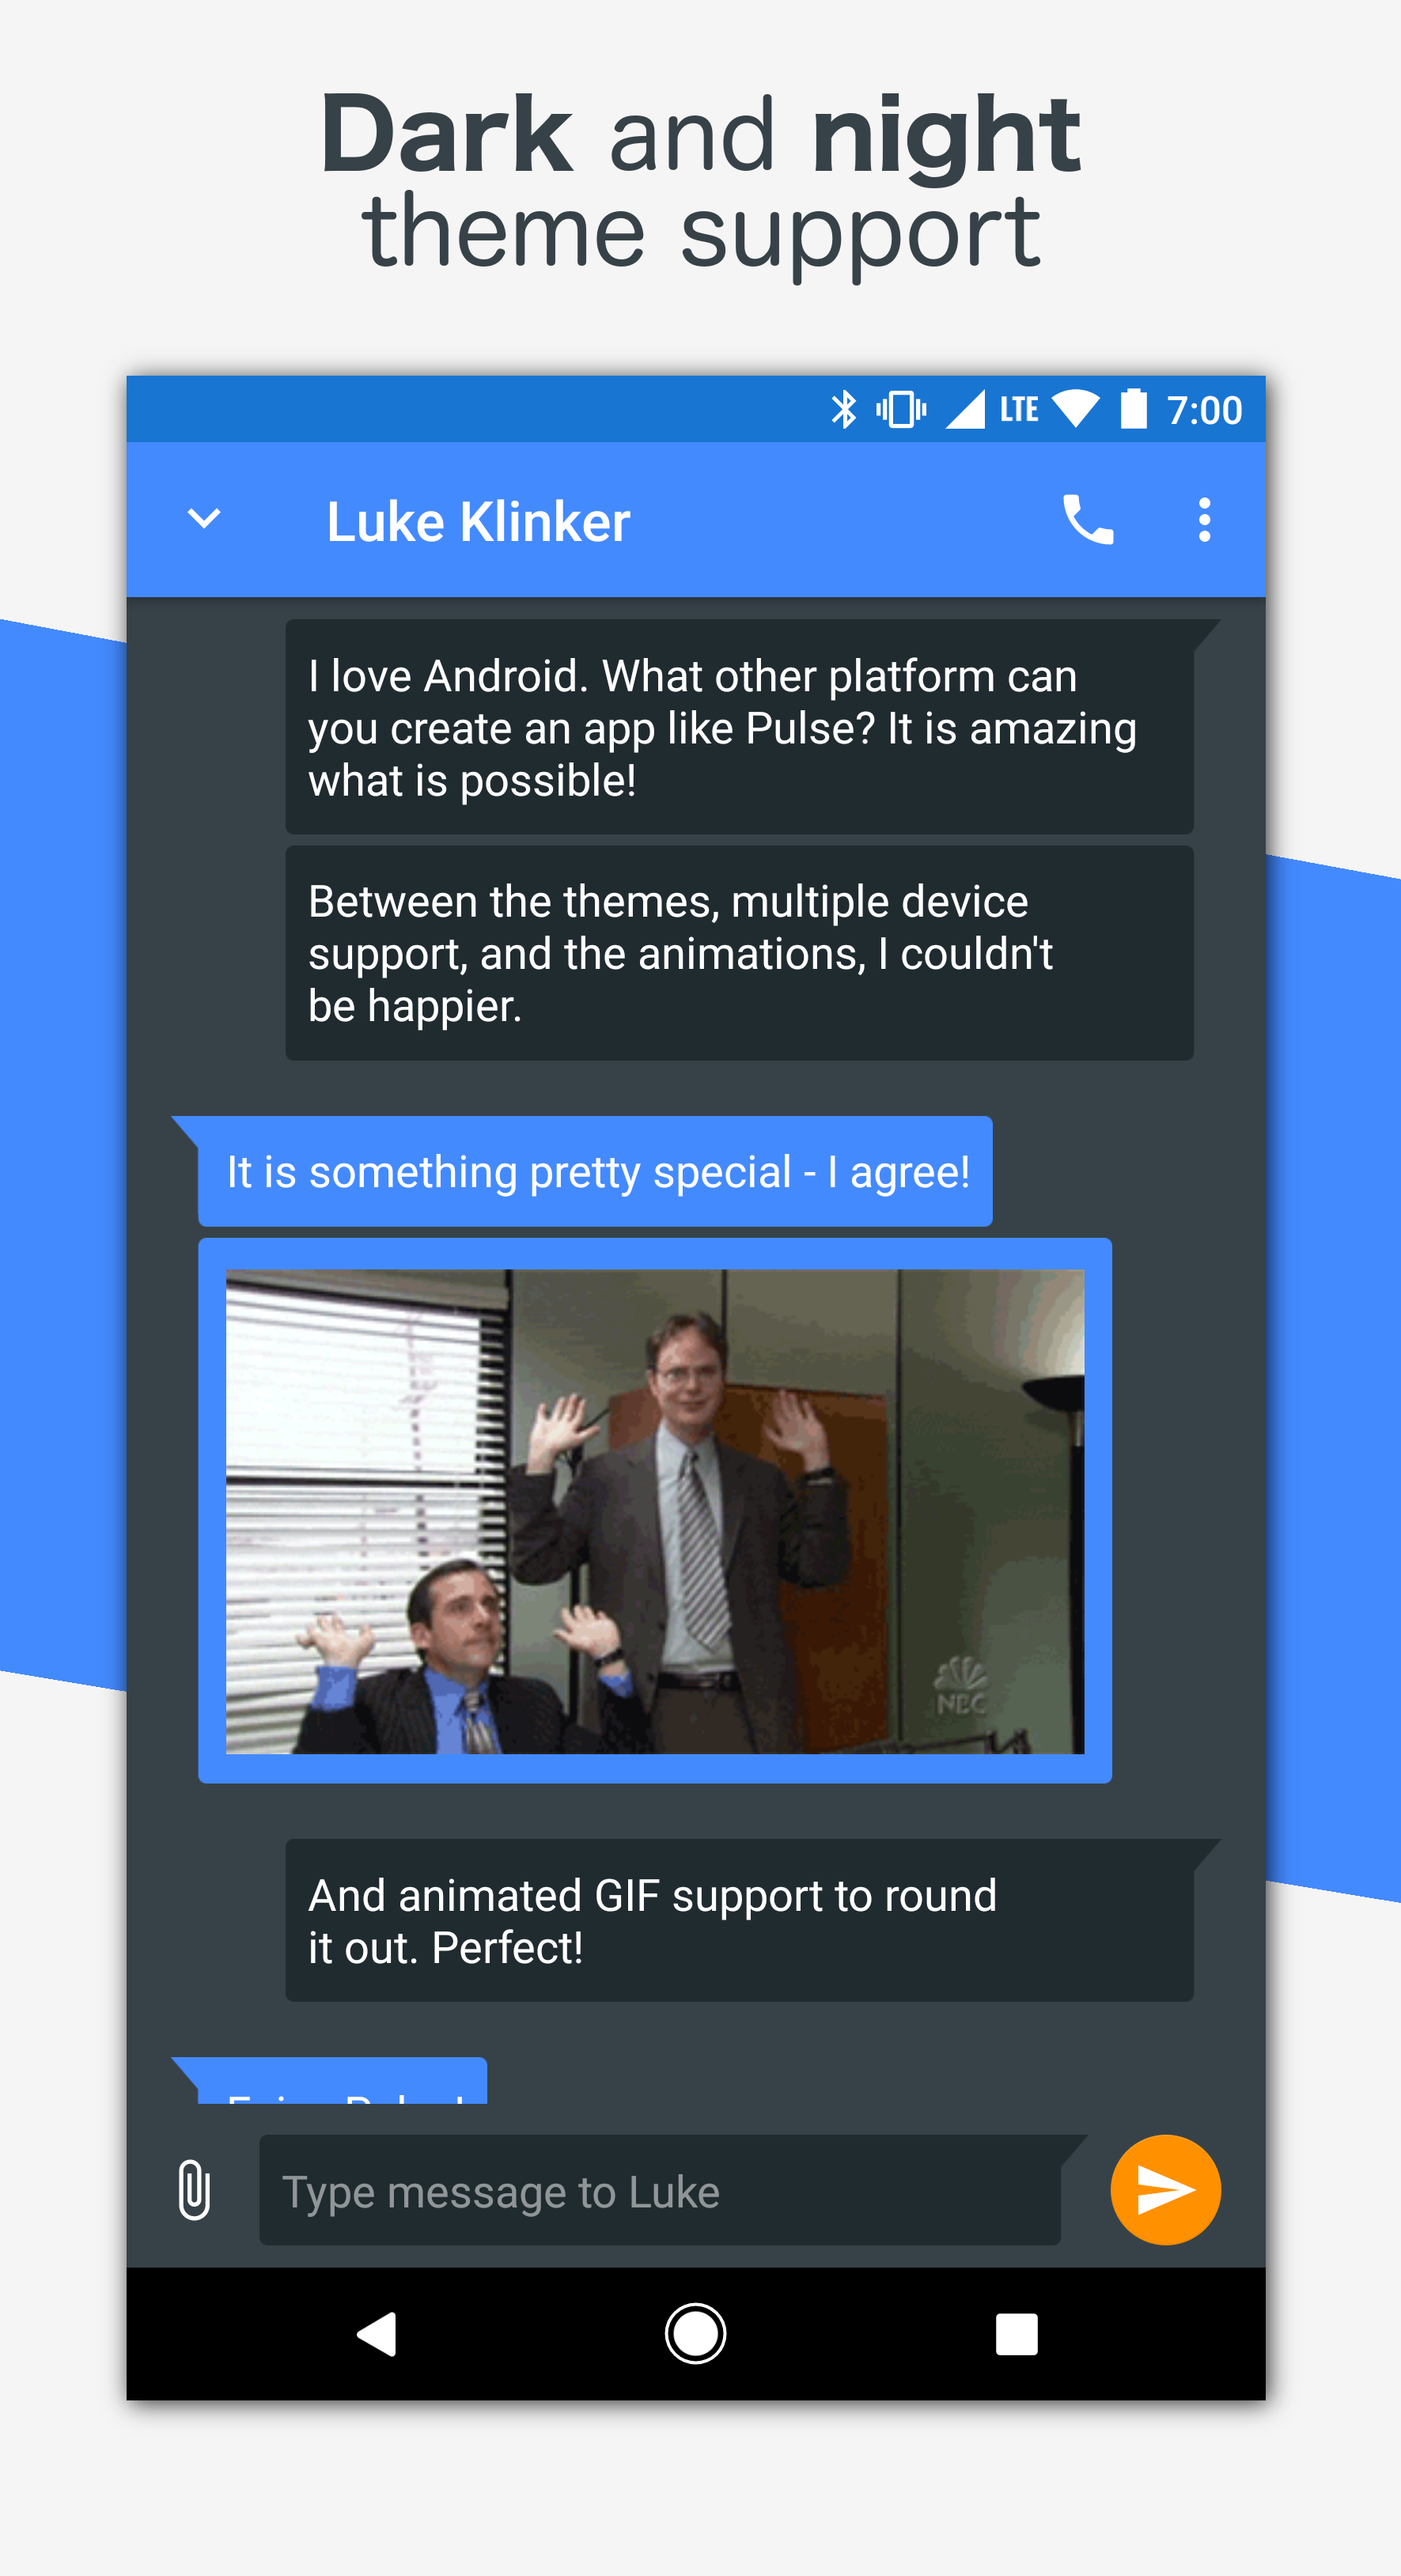 Dark and night
theme support
LTE 7:00
Luke Klinker
I love Android. What other platform can
you create an app like Pulse? It is amazing
what is possible!
Between the themes, multiple device
support, and the animations, I couldn't
be happier.
It is something pretty special - I agree!
NBC
And animated GIF support to round
it out. Perfect!
Type message to Luke